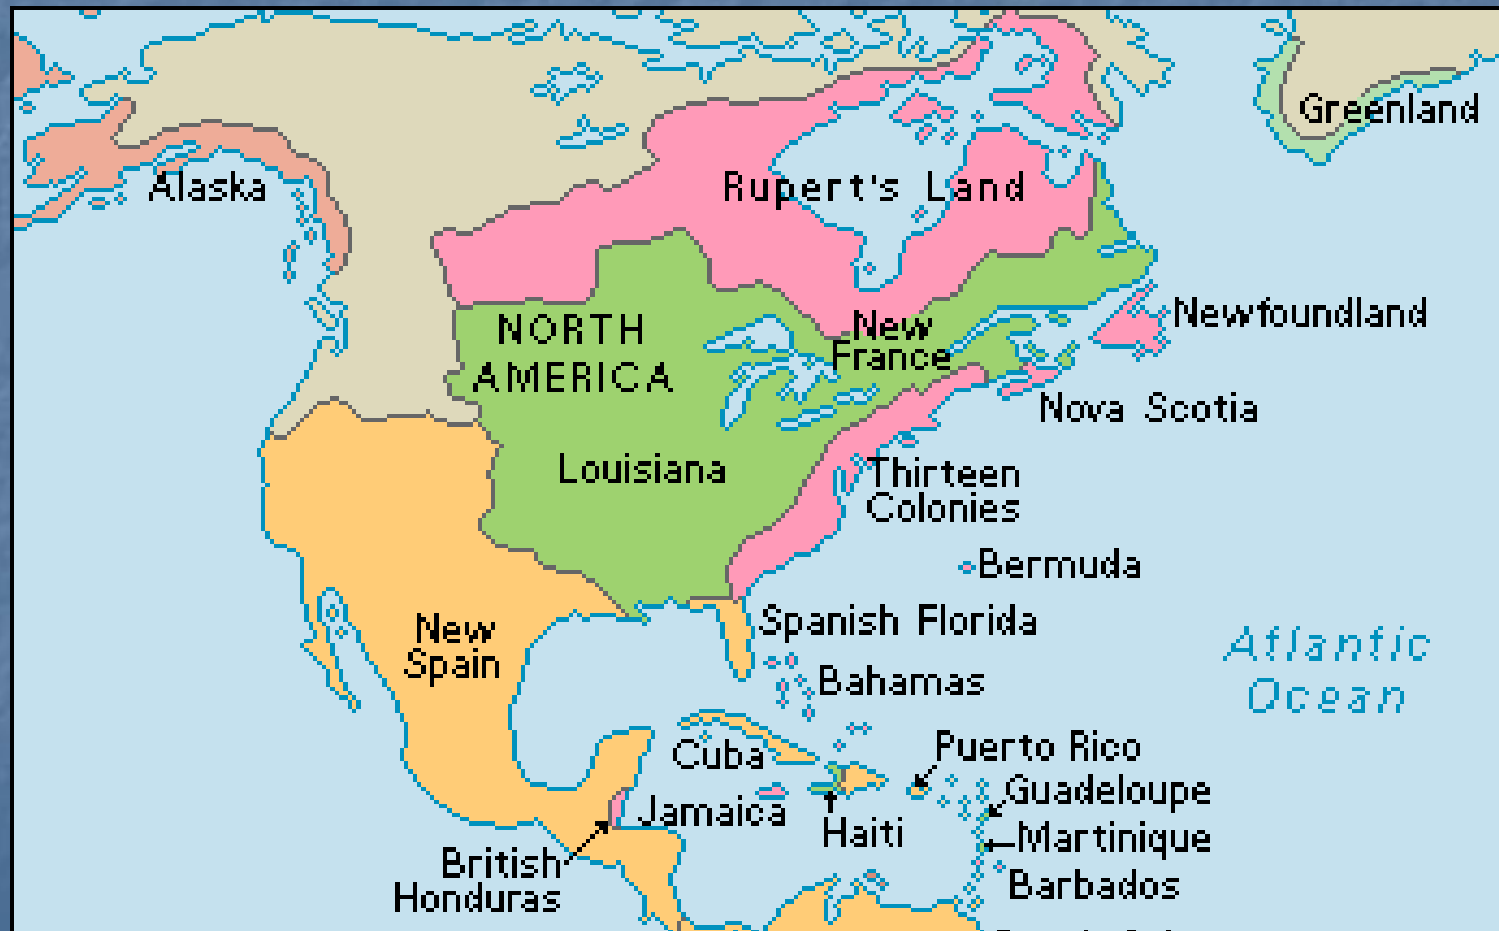 Greenland
Alaska
Rupert's Land
Newfoundland
NORTH
AMERICA
New
France
Nova Scotia
Louisiana
Thirteen
Colonies
Bermuda
New
Spain
Spanish Florida
Atlantic
Ocean
Bahamas
Cuba
Puerto Rico
Guadeloupe
Jamaica
Haiti
Martinique
British
Honduras
Barbados